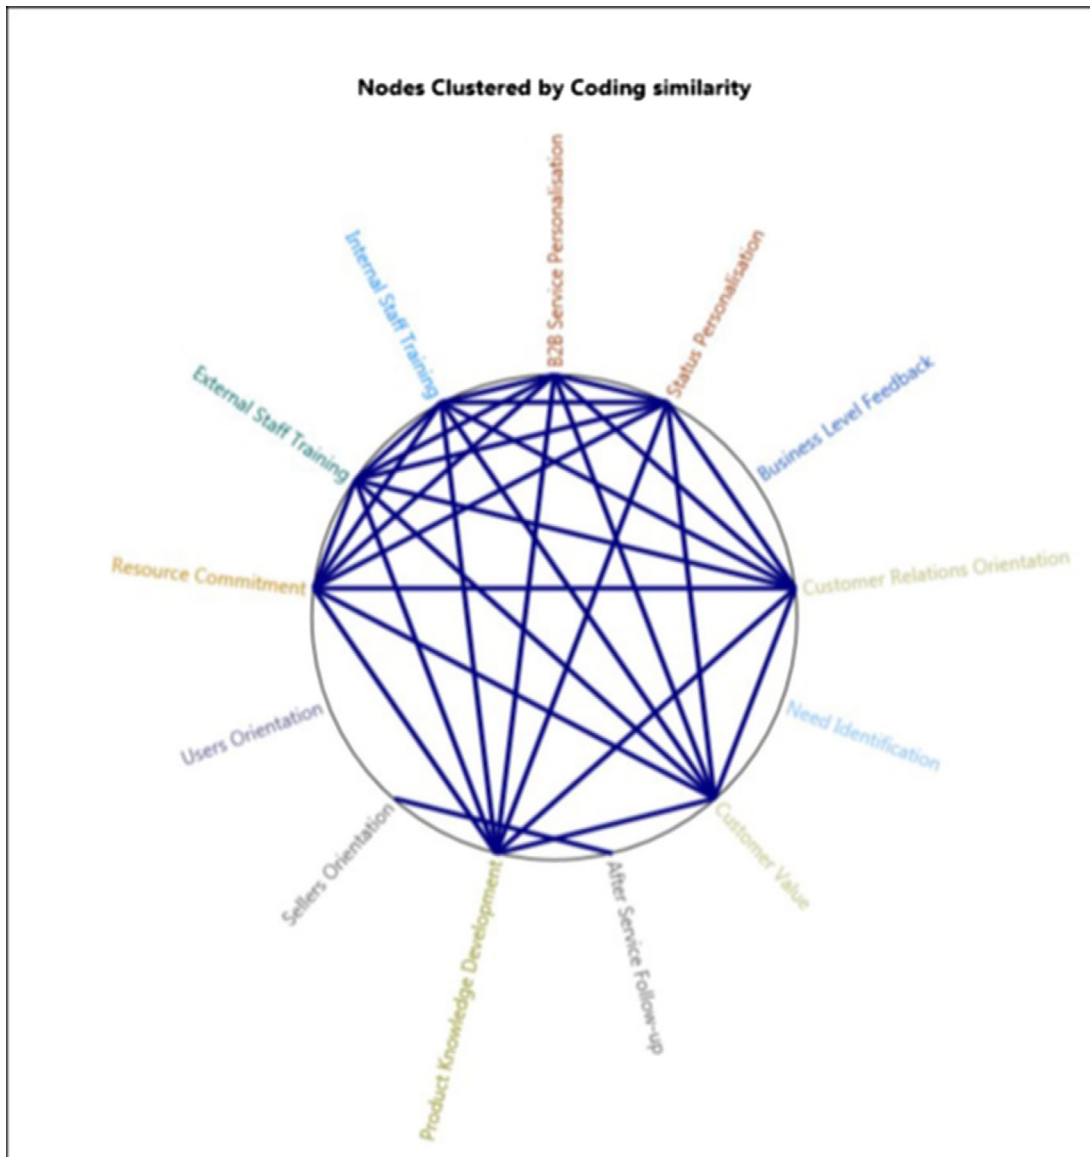 Nodes Clustered by Coding similarity
B2B Service Personalisation
Status Personalisation
Business Level Feedback
Customer Relations Orientation
Need Identification
Customer Value
After Service Follow-up
Product Knowledge Development
Sellers Orientation
Users Orientation
Resource Commitment
External Staff Training
Internal Staff Training